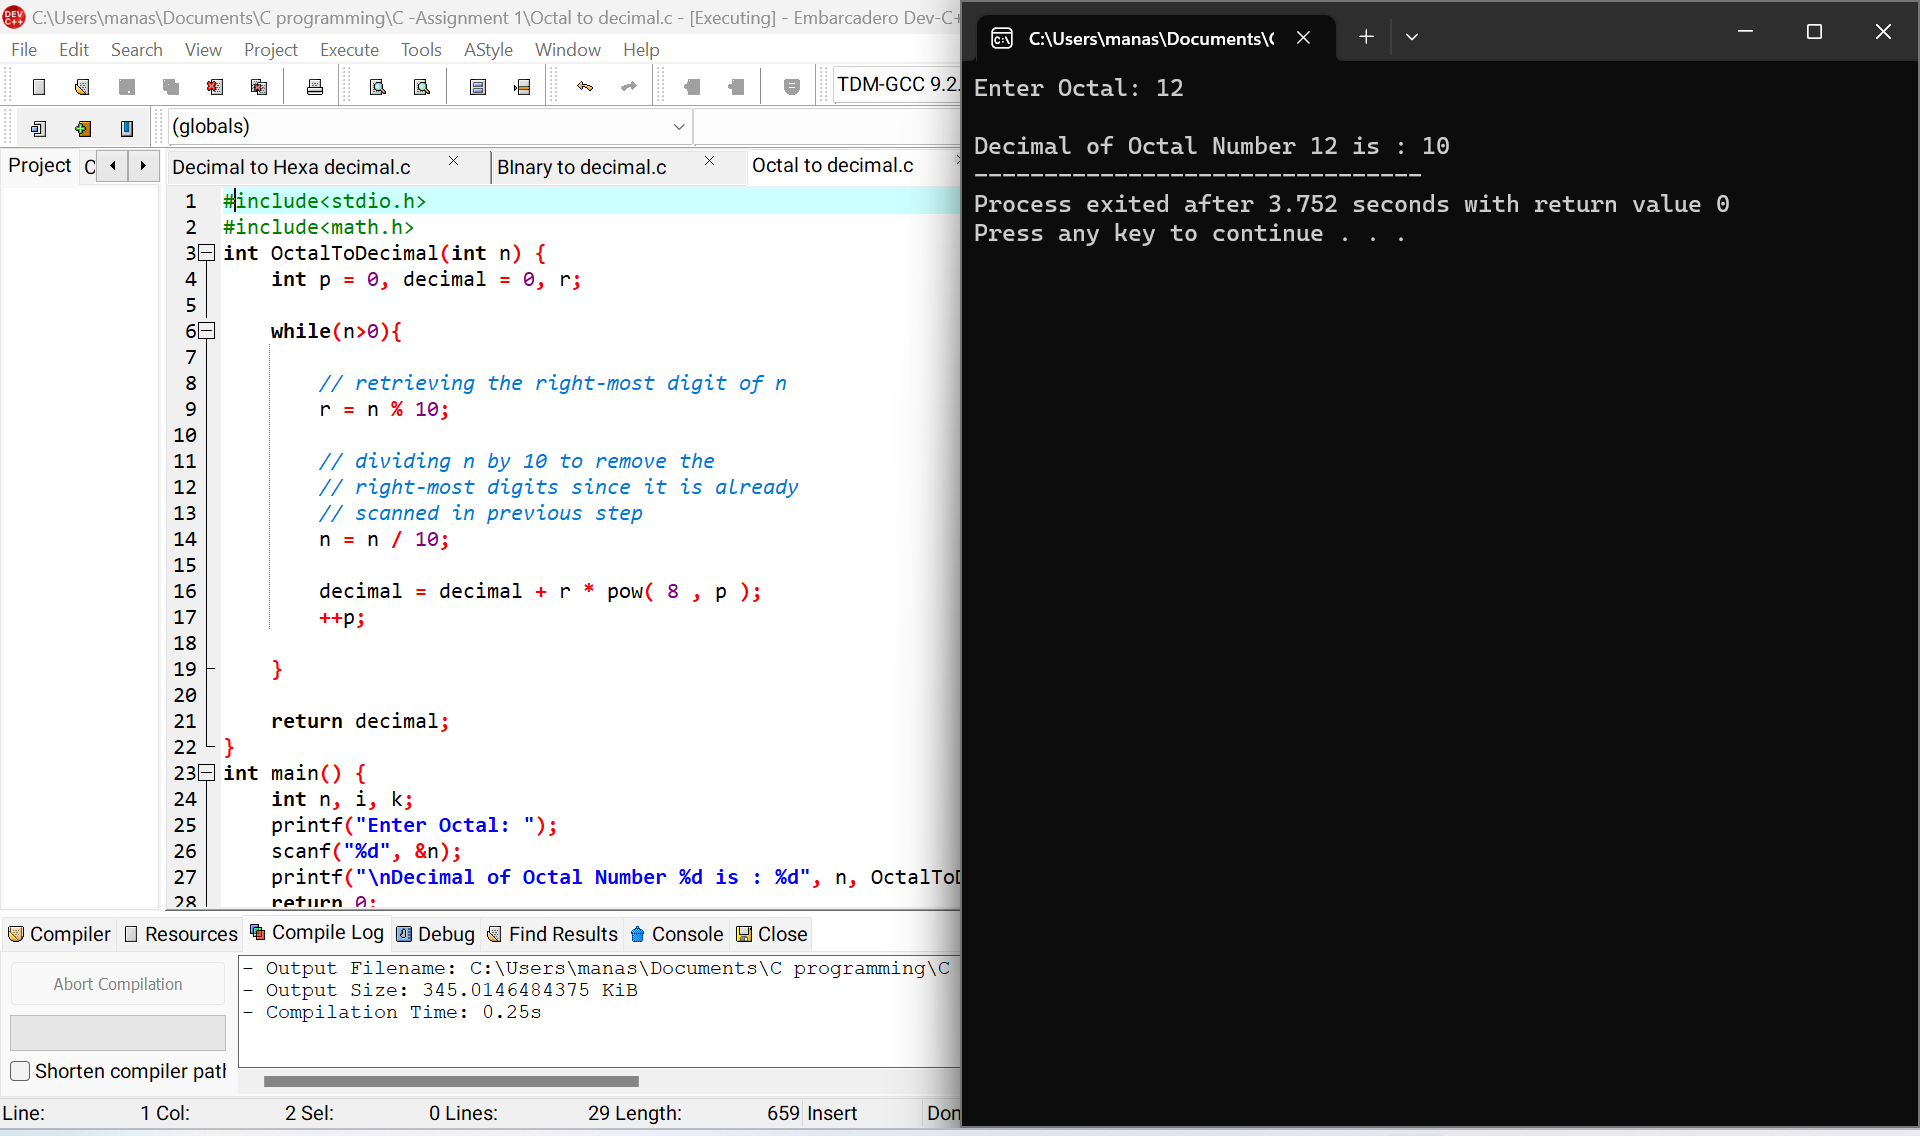 C:\Users\manas\Documents\C programming\C -Assignment 1\Octal to decimal.c - [Executing] - Embarcadero Dev-C+
File Edit Search View Project Execute Tools AStyle Window Help
TDM-GCC 9.2.
(globals)
Project C
Decimal to Hexa decimal.c BInary to decimal.c Octal to decimal.c
1 #include<stdio.h>
2 #include<math.h>
3 int OctalToDecimal(int n) {
4 int p = 0, decimal = 0, r;
5
6 while(n>0){
7
8 // retrieving the right-most digit of n
9 r = n % 10;
10
11 // dividing n by 10 to remove the
12 // right-most digits since it is already
13 // scanned in previous step
14 n = n / 10;
15
16 decimal = decimal + r * pow( 8 , p );
17 ++p;
18
19 }
20
21 return decimal;
22 }
23 int main() {
24 int n, i, k;
25 printf("Enter Octal: ");
26 scanf("%d", &n);
27 printf("\nDecimal of Octal Number %d is : %d", n, OctalToD
28 return 0;
Compiler Resources Compile Log Debug Find Results Console Close
Abort Compilation
Shorten compiler path
- Output Filename: C:\Users\manas\Documents\C programming\C
- Output Size: 345.0146484375 KiB
- Compilation Time: 0.25s
Line: 1 Col: 2 Sel: 0 Lines: 29 Length: 659 Insert Don
C:\Users\manas\Documents\C
Enter Octal: 12
Decimal of Octal Number 12 is : 10
--------------------------------
Process exited after 3.752 seconds with return value 0
Press any key to continue . . .